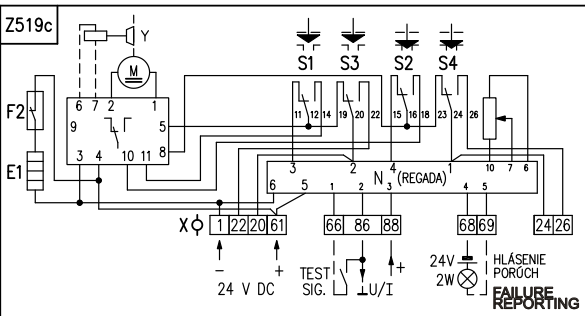 Z519c
Y
S1 S3 S2 S4
M
6 7 2 1
F2
9 5
11 12 14 19 20 22 15 16 18 23 24 26
8
3 4 10 11
E1
3 2 4 1 10 7 6
N (REGADA)
6 5 1 2 3 4 5
X 1 22 20 61 66 86 88 68 69 24 26
− +
24 V DC
TEST
SIG.
U/I
+
24V
2W
HLÁSENIE
PORÚCH
FAILURE
REPORTING